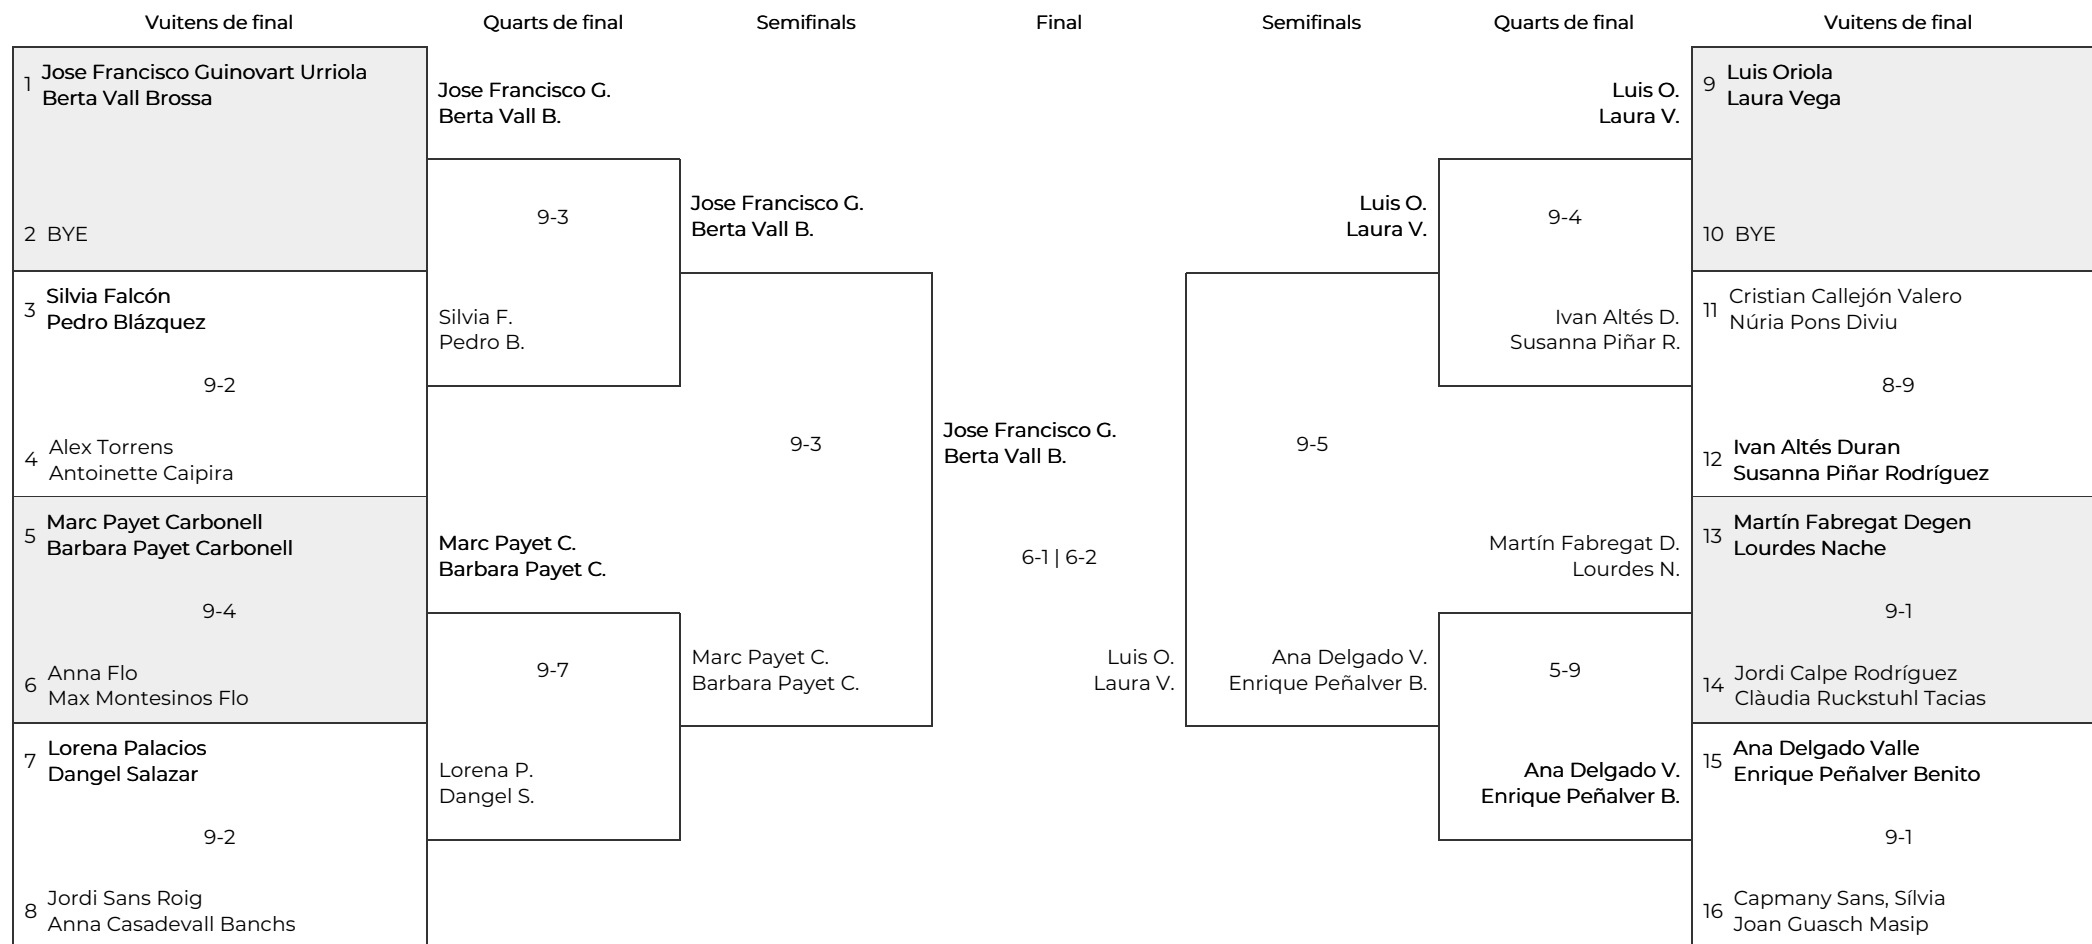 Vuitens de final
Quarts de final
Semifinals
Final
Semifinals
Quarts de final
Vuitens de final
1
Jose Francisco Guinovart Urriola
Berta Vall Brossa
2 BYE
3
Silvia Falcón
Pedro Blázquez
9-2
4
Alex Torrens
Antoinette Caipira
5
Marc Payet Carbonell
Barbara Payet Carbonell
9-4
6
Anna Flo
Max Montesinos Flo
7
Lorena Palacios
Dangel Salazar
9-2
8
Jordi Sans Roig
Anna Casadevall Banchs
Jose Francisco G.
Berta Vall B.
9-3
Silvia F.
Pedro B.
Marc Payet C.
Barbara Payet C.
9-7
Lorena P.
Dangel S.
Jose Francisco G.
Berta Vall B.
9-3
Marc Payet C.
Barbara Payet C.
Jose Francisco G.
Berta Vall B.
6-1 | 6-2
Luis O.
Laura V.
Luis O.
Laura V.
9-5
Ana Delgado V.
Enrique Peñalver B.
Luis O.
Laura V.
9-4
Ivan Altés D.
Susanna Piñar R.
Martín Fabregat D.
Lourdes N.
5-9
Ana Delgado V.
Enrique Peñalver B.
9
Luis Oriola
Laura Vega
10 BYE
11
Cristian Callejón Valero
Núria Pons Diviu
8-9
12
Ivan Altés Duran
Susanna Piñar Rodríguez
13
Martín Fabregat Degen
Lourdes Nache
9-1
14
Jordi Calpe Rodríguez
Clàudia Ruckstuhl Tacias
15
Ana Delgado Valle
Enrique Peñalver Benito
9-1
16
Capmany Sans, Sílvia
Joan Guasch Masip